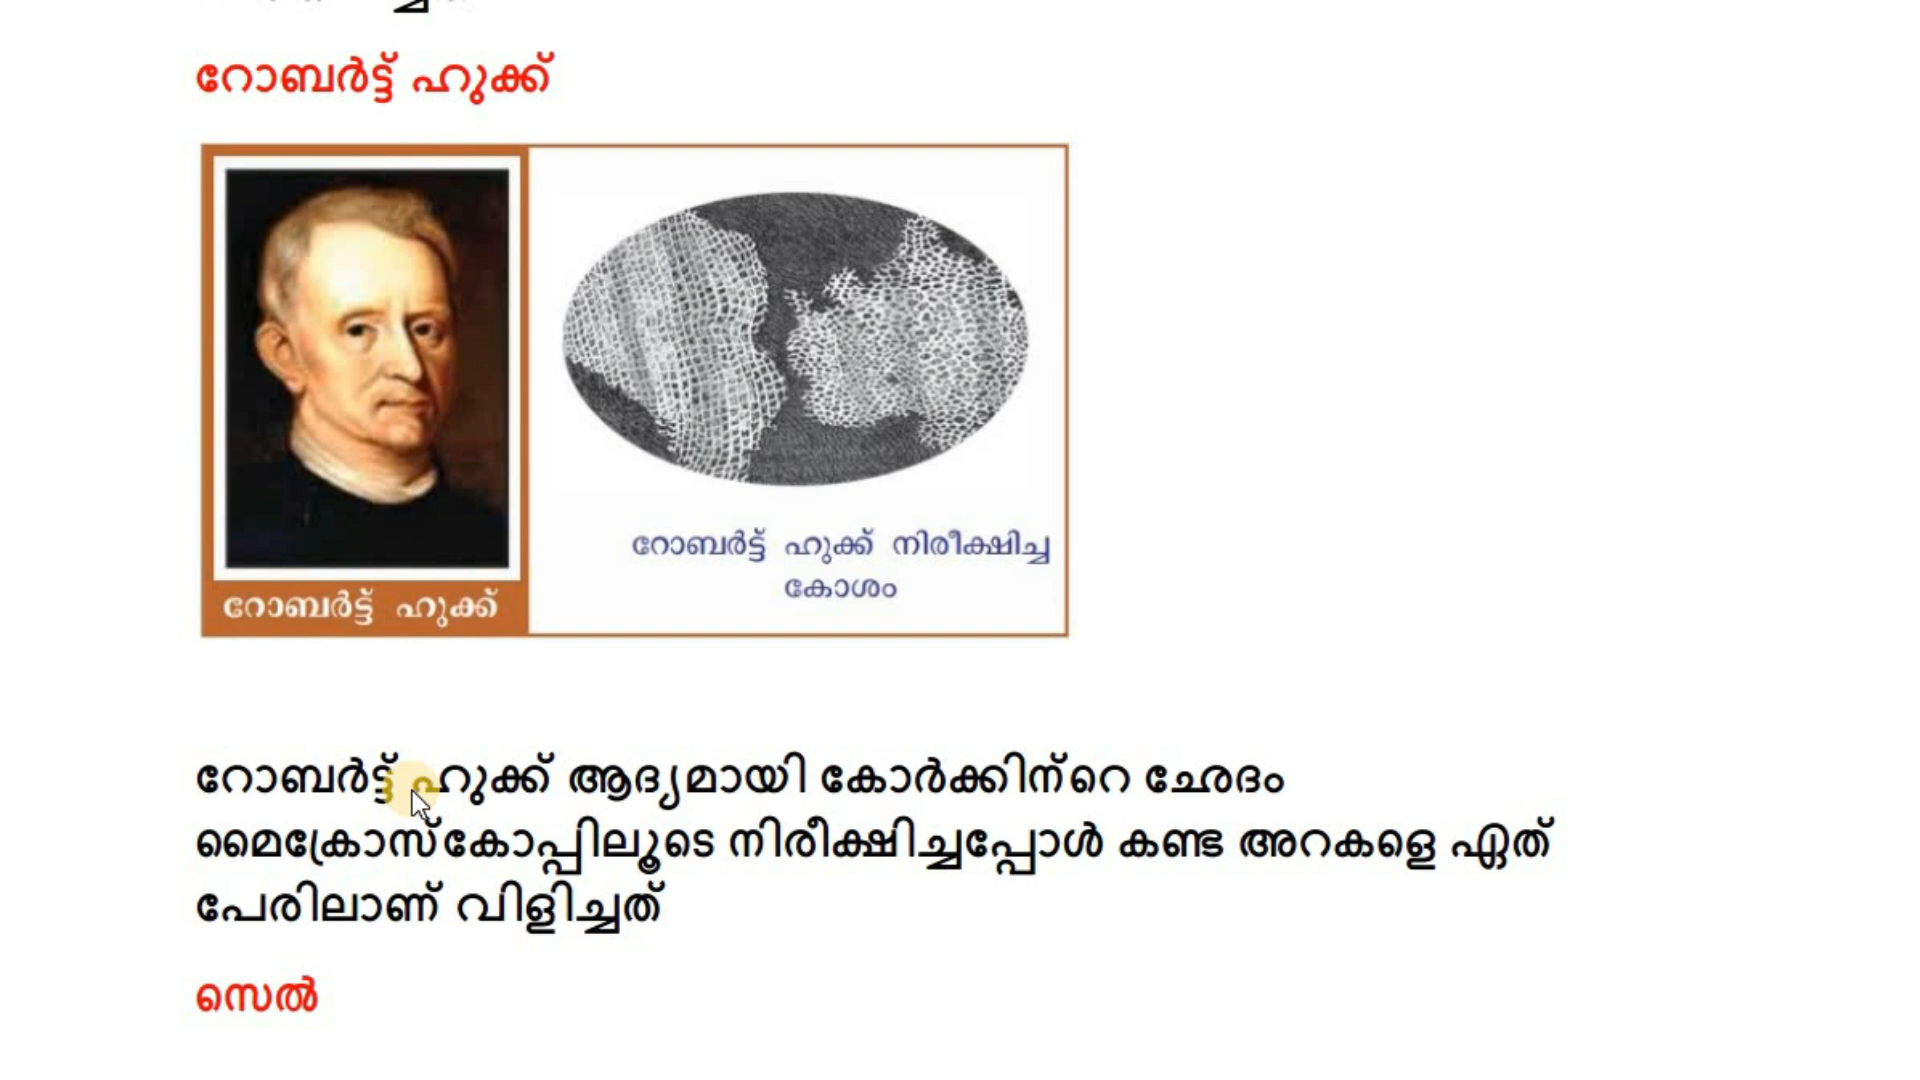 റോബർട്ട് ഹുക്ക്
റോബർട്ട് ഹുക്ക് നിരീക്ഷിച്ച
കോശം
റോബർട്ട് ഹുക്ക്
റോബർട്ട് ഹുക്ക് ആദ്യമായി കോർക്കിന്റെ ഛേദം
മൈക്രോസ്കോപ്പിലൂടെ നിരീക്ഷിച്ചപ്പോൾ കണ്ട അറകളെ ഏത്
പേരിലാണ് വിളിച്ചത്
സെൽ